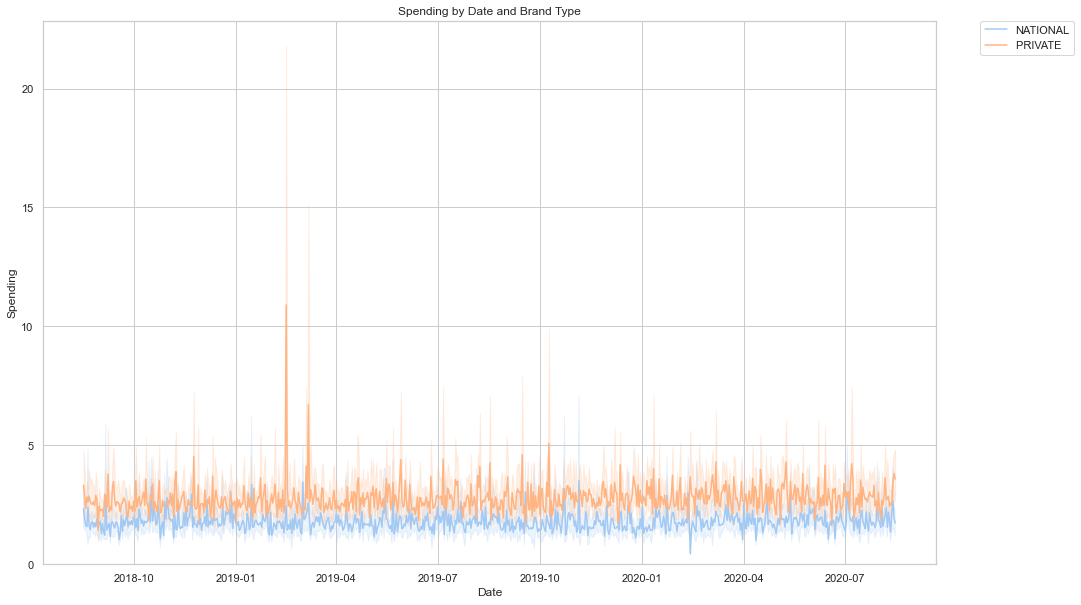 Spending by Date and Brand Type
NATIONAL
PRIVATE
Spending
20
15
10
5
0
2018-10
2019-01
2019-04
2019-07
2019-10
2020-01
2020-04
2020-07
Date